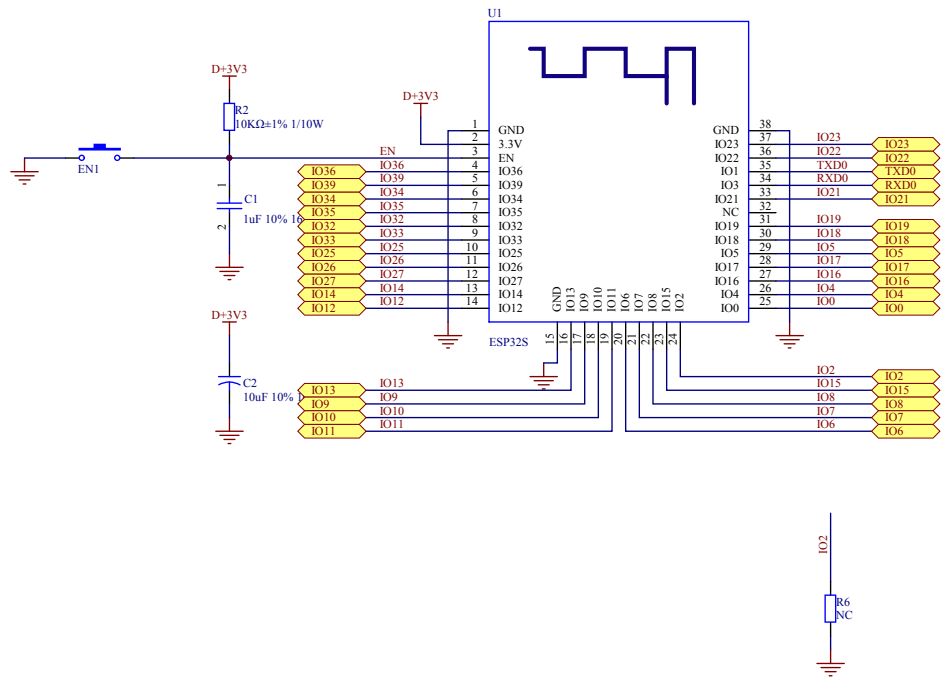 U1
D+3V3
R2
10KΩ±1% 1/10W
D+3V3
EN1
C1
1uF 10% 16
1
2
D+3V3
C2
10uF 10% 1
EN
IO36 IO36
IO39 IO39
IO34 IO34
IO35 IO35
IO32 IO32
IO33 IO33
IO25 IO25
IO26 IO26
IO27 IO27
IO14 IO14
IO12 IO12
1 GND
2 3.3V
3 EN
4 IO36
5 IO39
6 IO34
7 IO35
8 IO32
9 IO33
10 IO25
11 IO26
12 IO27
13 IO14
14 IO12
GND 38
IO23 37 IO23 IO23
IO22 36 IO22 IO22
IO1 35 TXD0 TXD0
IO3 34 RXD0 RXD0
IO21 33 IO21 IO21
NC 32
IO19 31 IO19 IO19
IO18 30 IO18 IO18
IO5 29 IO5 IO5
IO17 28 IO17 IO17
IO16 27 IO16 IO16
IO4 26 IO4 IO4
IO0 25 IO0 IO0
GND 15
IO13 16
IO9 17
IO10 18
IO11 19
IO6 20
IO7 21
IO8 22
IO15 23
IO2 24
ESP32S
IO13 IO13
IO9 IO9
IO10 IO10
IO11 IO11
IO2 IO2
IO15 IO15
IO8 IO8
IO7 IO7
IO6 IO6
IO2
R6
NC